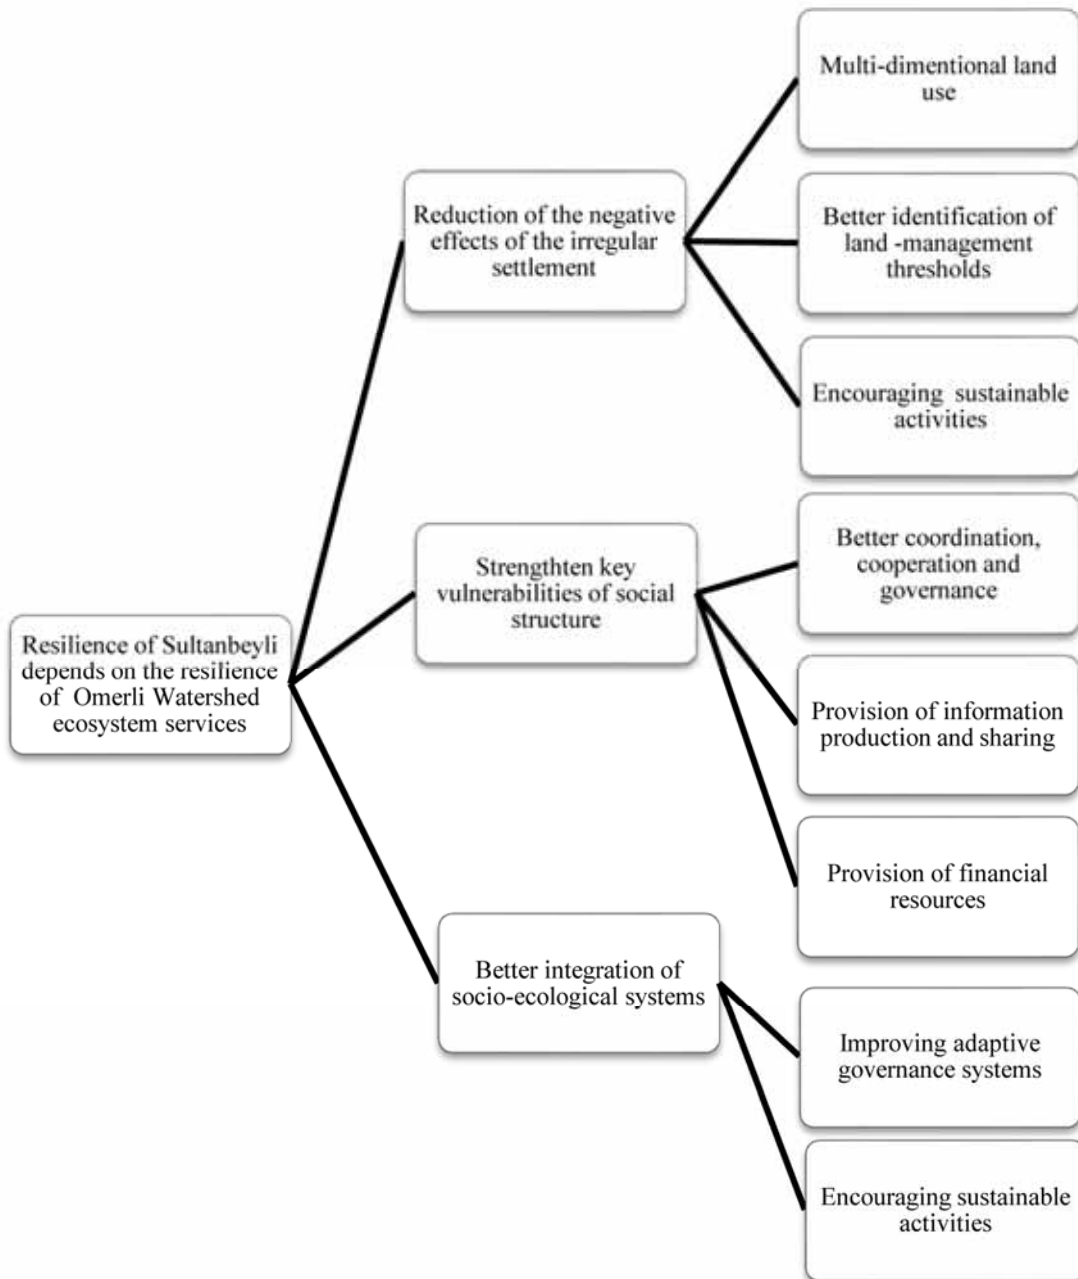 Multi-dimentional land
use
Reduction of the negative
effects of the irregular
settlement
Better identification of
land -management
thresholds
Encouraging sustainable
activities
Better coordination,
cooperation and
governance
Strengthten key
vulnerabilities of social
structure
Resilience of Sultanbeyli
depends on the resilience
of Omerli Watershed
ecosystem services
Provision of information
production and sharing
Provision of financial
resources
Better integration of
socio-ecological systems
Improving adaptive
governance systems
Encouraging sustainable
activities